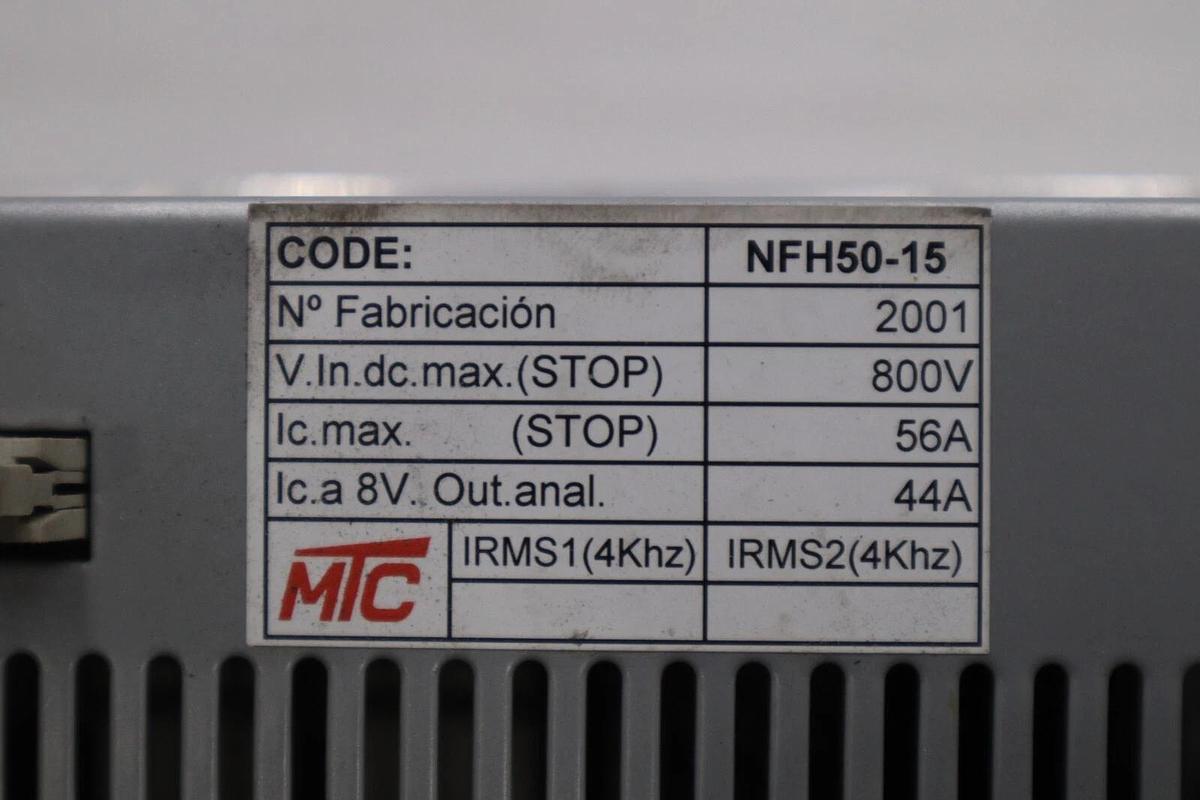 CODE: NFH50-15
Nº Fabricación 2001
V.In.dc.max.(STOP) 800V
Ic.max. (STOP) 56A
Ic.a 8V. Out.anal. 44A
MTC IRMS1(4Khz) IRMS2(4Khz)